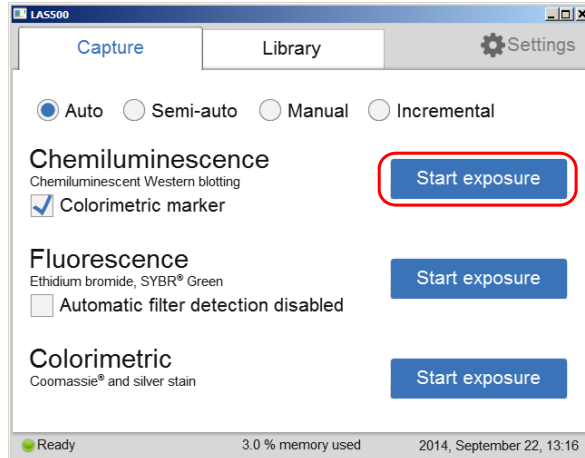 LAS500
Capture
Library
Settings
Auto
Semi-auto
Manual
Incremental
Chemiluminescence
Chemiluminescent Western blotting
Colorimetric marker
Start exposure
Fluorescence
Ethidium bromide, SYBR® Green
Automatic filter detection disabled
Start exposure
Colorimetric
Coomassie® and silver stain
Start exposure
Ready
3.0 % memory used
2014, September 22, 13:16